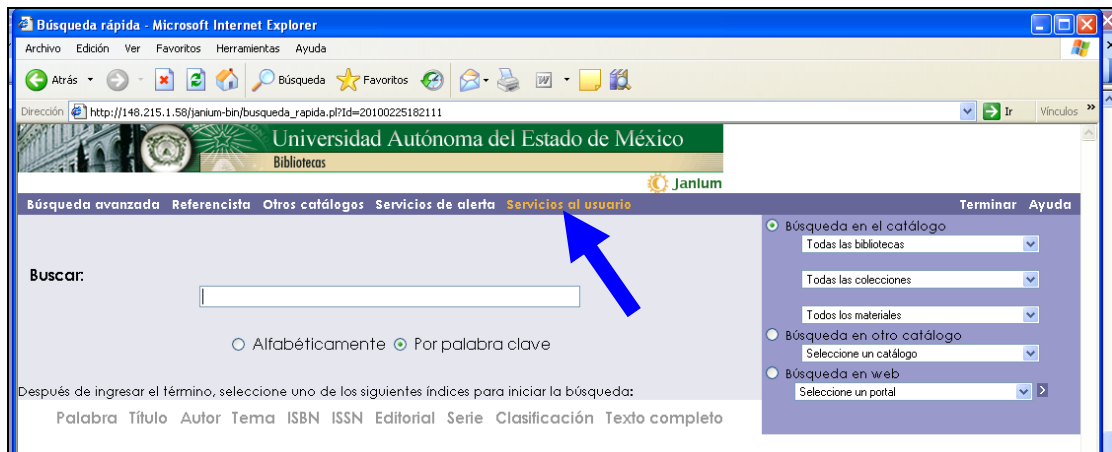 Búsqueda rápida - Microsoft Internet Explorer
Archivo Edición Ver Favoritos Herramientas Ayuda
Atrás Búsqueda Favoritos
Dirección http://148.215.1.58/janium-bin/busqueda_rapida.pl?Id=20100225182111 Ir Vínculos »
Universidad Autónoma del Estado de México
Bibliotecas
Janium
Búsqueda avanzada Referencista Otros catálogos Servicios de alerta Servicios al usuario Terminar Ayuda
Búsqueda en el catálogo
Todas las bibliotecas
Buscar:
Todas las colecciones
Todos los materiales
Alfabéticamente Por palabra clave
Búsqueda en otro catálogo
Seleccione un catálogo
Búsqueda en web
Seleccione un portal >
Después de ingresar el término, seleccione uno de los siguientes índices para iniciar la búsqueda:
Palabra Título Autor Tema ISBN ISSN Editorial Serie Clasificación Texto completo